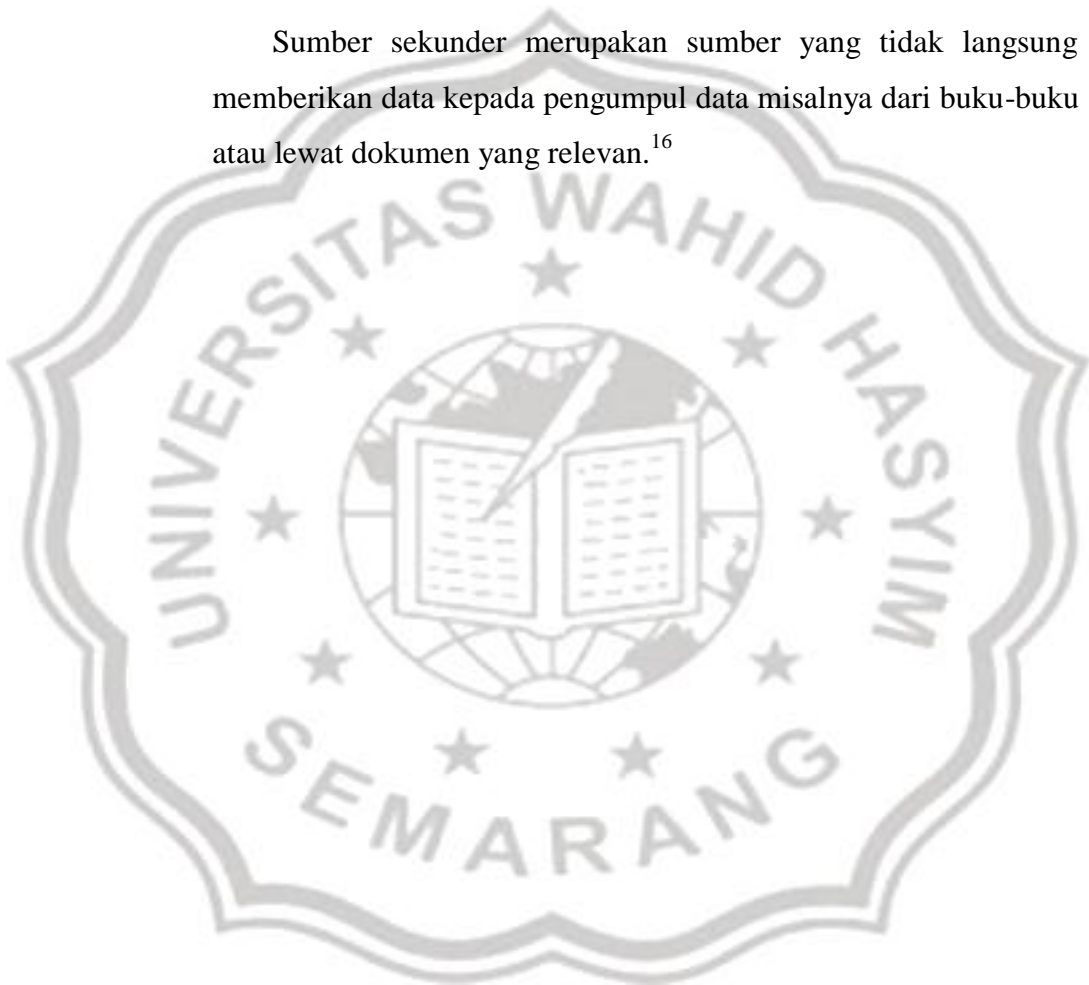 Sumber sekunder merupakan sumber yang tidak langsung
memberikan data kepada pengumpul data misalnya dari buku-buku
atau lewat dokumen yang relevan.16
UNIVERSITAS WAHID HASYIM
SEMARANG